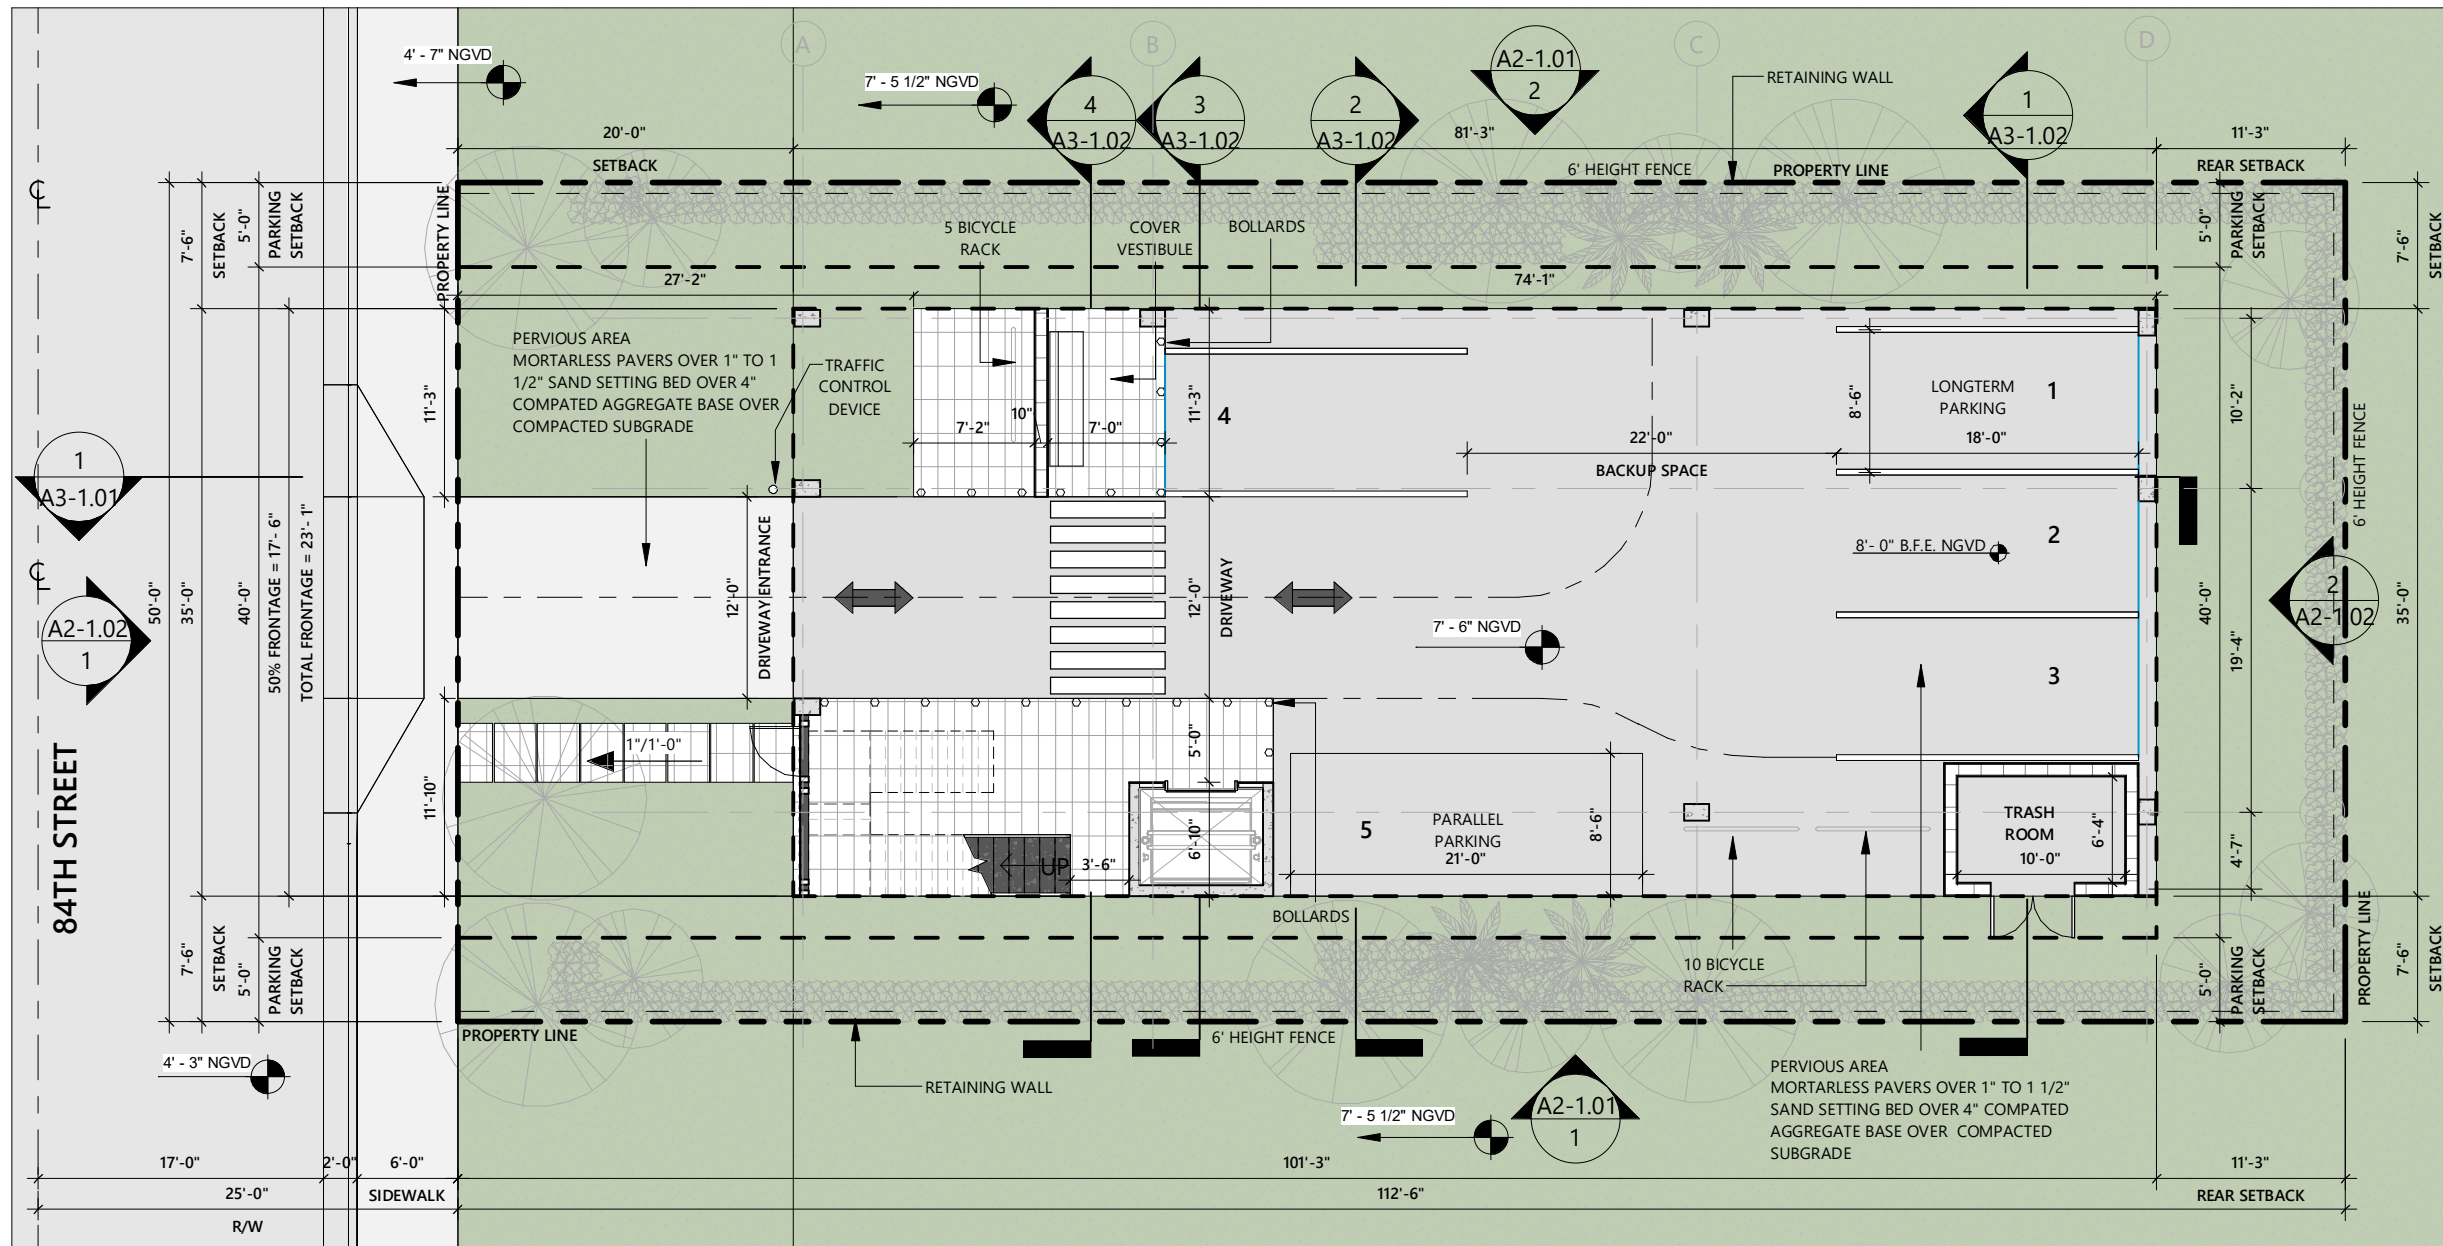 A
B
C
D
4' - 7" NGVD
7' - 5 1/2" NGVD
4
A3-1.02
3
A3-1.02
2
A3-1.02
A2-1.01
2
RETAINING WALL
1
A3-1.02
20'-0"
SETBACK
81'-3"
11'-3"
REAR SETBACK
6' HEIGHT FENCE
PROPERTY LINE
PROPERTY LINE
7'-6"
SETBACK
5'-0"
PARKING
SETBACK
5 BICYCLE
RACK
COVER
VESTIBULE
BOLLARDS
27'-2"
74'-1"
5'-0"
PARKING
SETBACK
7'-6"
SETBACK
PERVIOUS AREA
MORTARLESS PAVERS OVER 1" TO 1
1/2" SAND SETTING BED OVER 4"
COMPATED AGGREGATE BASE OVER
COMPACTED SUBGRADE
TRAFFIC
CONTROL
DEVICE
11'-3"
7'-2"
10"
7'-0"
11'-3"
4
22'-0"
BACKUP SPACE
8'-6"
LONGTERM
PARKING
1
18'-0"
10'-2"
6' HEIGHT FENCE
1
A3-1.01
A2-1.02
1
84TH STREET
50'-0"
35'-0"
40'-0"
50% FRONTAGE = 17'- 6"
TOTAL FRONTAGE = 23'- 1"
12'-0"
DRIVEWAY ENTRANCE
12'-0"
DRIVEWAY
7' - 6" NGVD
8'- 0" B.F.E. NGVD
2
3
19'-4"
40'-0"
35'-0"
2
A2-1.02
11'-10"
1"/1'-0"
UP
3'-6"
5'-0"
6'-10"
5
PARALLEL
PARKING
21'-0"
8'-6"
TRASH
ROOM
10'-0"
6'-4"
4'-7"
7'-6"
SETBACK
5'-0"
PARKING
SETBACK
BOLLARDS
10 BICYCLE
RACK
5'-0"
PARKING
SETBACK
PROPERTY LINE
7'-6"
SETBACK
PROPERTY LINE
6' HEIGHT FENCE
4' - 3" NGVD
RETAINING WALL
7' - 5 1/2" NGVD
A2-1.01
1
PERVIOUS AREA
MORTARLESS PAVERS OVER 1" TO 1 1/2"
SAND SETTING BED OVER 4" COMPATED
AGGREGATE BASE OVER COMPACTED
SUBGRADE
17'-0"
2'-0"
6'-0"
101'-3"
11'-3"
25'-0"
SIDEWALK
112'-6"
REAR SETBACK
R/W